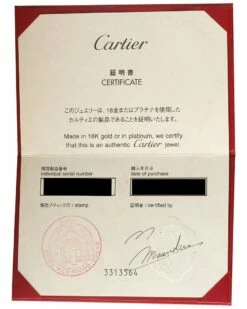 Cartier
証明書
CERTIFICATE
このジュエリーは、18金またはプラチナを使用した
カルティエの製品であることを証明いたします。
Made in 18K gold or in platinum, we certify
that this is an authentic Cartier jewel.
個別製造番号
individual serial number
購入年月日
date of purchase
販売ブティック印 / stamp
証明者 / certified by
3313564